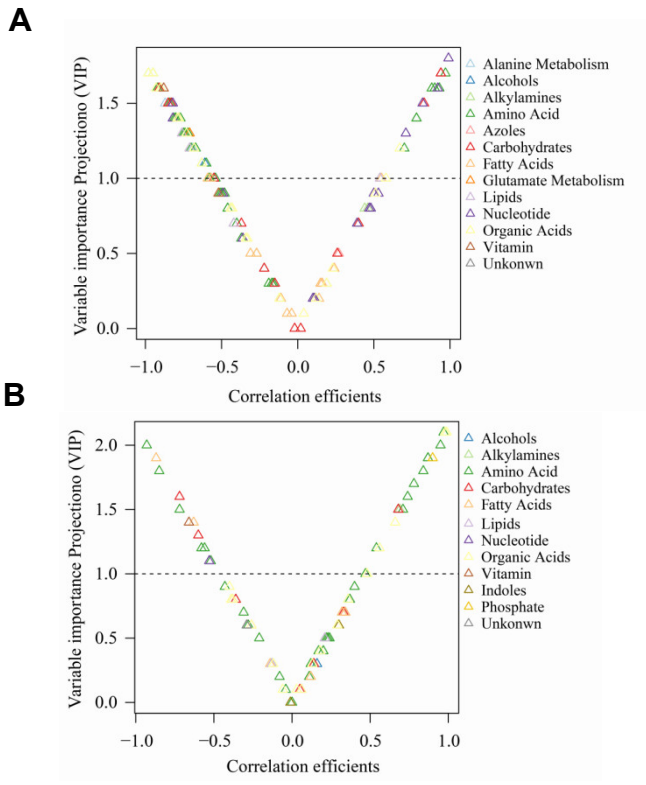 A
Variable importance Projectiono (VIP)
1.5
1.0
0.5
0.0
−1.0 −0.5 0.0 0.5 1.0
Correlation efficients
Alanine Metabolism
Alcohols
Alkylamines
Amino Acid
Azoles
Carbohydrates
Fatty Acids
Glutamate Metabolism
Lipids
Nucleotide
Organic Acids
Vitamin
Unkonwn
B
Variable importance Projectiono (VIP)
2.0
1.5
1.0
0.5
0.0
−1.0 −0.5 0.0 0.5 1.0
Correlation efficients
Alcohols
Alkylamines
Amino Acid
Carbohydrates
Fatty Acids
Lipids
Nucleotide
Organic Acids
Vitamin
Indoles
Phosphate
Unkonwn